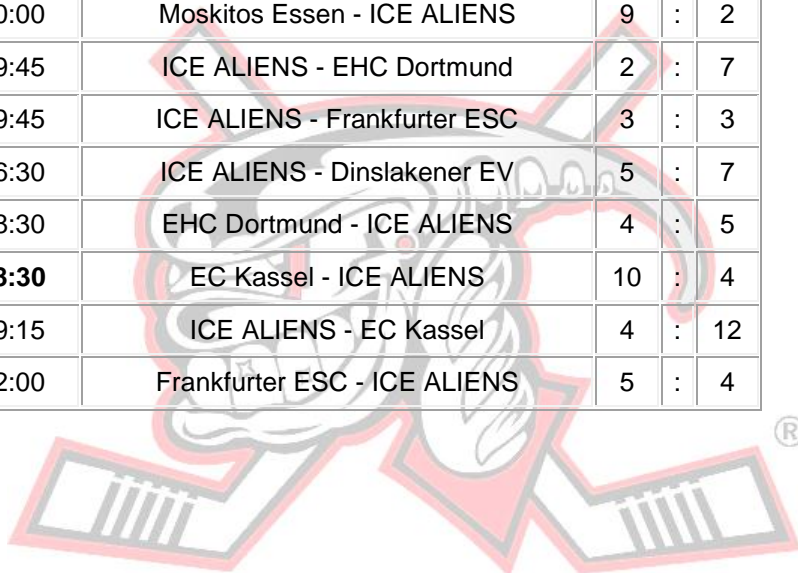 0:00 Moskitos Essen - ICE ALIENS 9 : 2
9:45 ICE ALIENS - EHC Dortmund 2 : 7
9:45 ICE ALIENS - Frankfurter ESC 3 : 3
6:30 ICE ALIENS - Dinslakener EV 5 : 7
8:30 EHC Dortmund - ICE ALIENS 4 : 5
8:30 EC Kassel - ICE ALIENS 10 : 4
9:15 ICE ALIENS - EC Kassel 4 : 12
2:00 Frankfurter ESC - ICE ALIENS 5 : 4
®